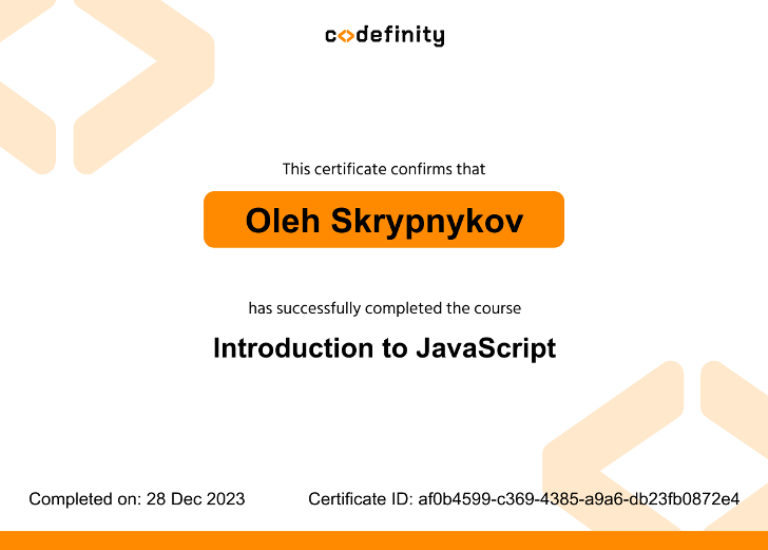 codefinity
This certificate confirms that
Oleh Skrypnykov
has successfully completed the course
Introduction to JavaScript
Completed on: 28 Dec 2023 Certificate ID: af0b4599-c369-4385-a9a6-db23fb0872e4